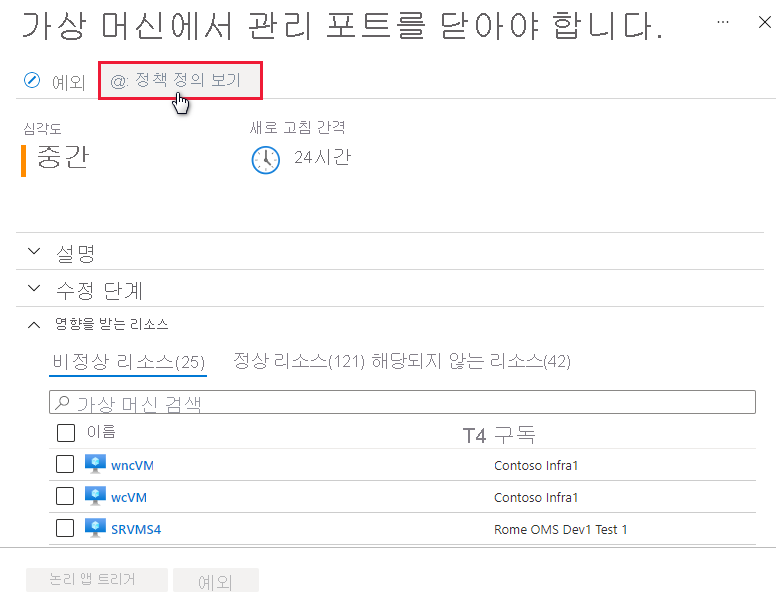 가상 머신에서 관리 포트를 닫아야 합니다. ...
예외 @: 정책 정의 보기
심각도 새로 고침 간격
중간 24시간
설명
수정 단계
영향을 받는 리소스
비정상 리소스(25) 정상 리소스(121) 해당되지 않는 리소스(42)
가상 머신 검색
이름 T4 구독
wncVM Contoso Infra1
wcVM Contoso Infra1
SRVMS4 Rome OMS Dev1 Test 1
논리 앱 트리거 예외